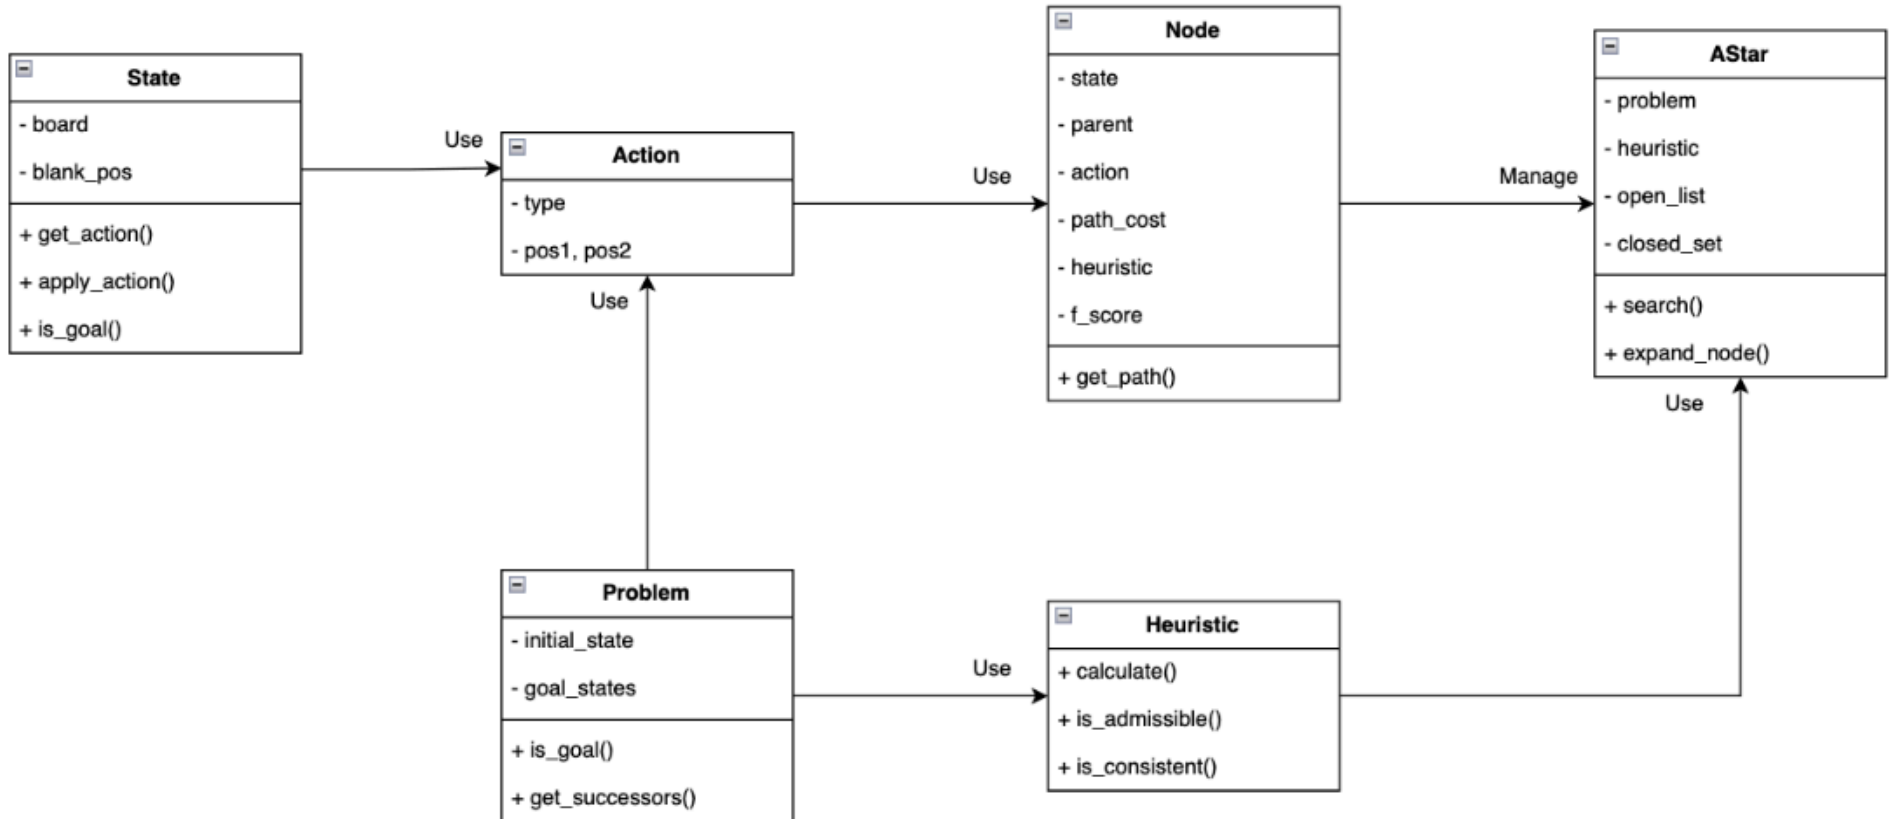 State
- board
- blank_pos
+ get_action()
+ apply_action()
+ is_goal()
Use
Action
- type
- pos1, pos2
Use
Use
Node
- state
- parent
- action
- path_cost
- heuristic
- f_score
+ get_path()
Manage
AStar
- problem
- heuristic
- open_list
- closed_set
+ search()
+ expand_node()
Use
Problem
- initial_state
- goal_states
+ is_goal()
+ get_successors()
Use
Heuristic
+ calculate()
+ is_admissible()
+ is_consistent()